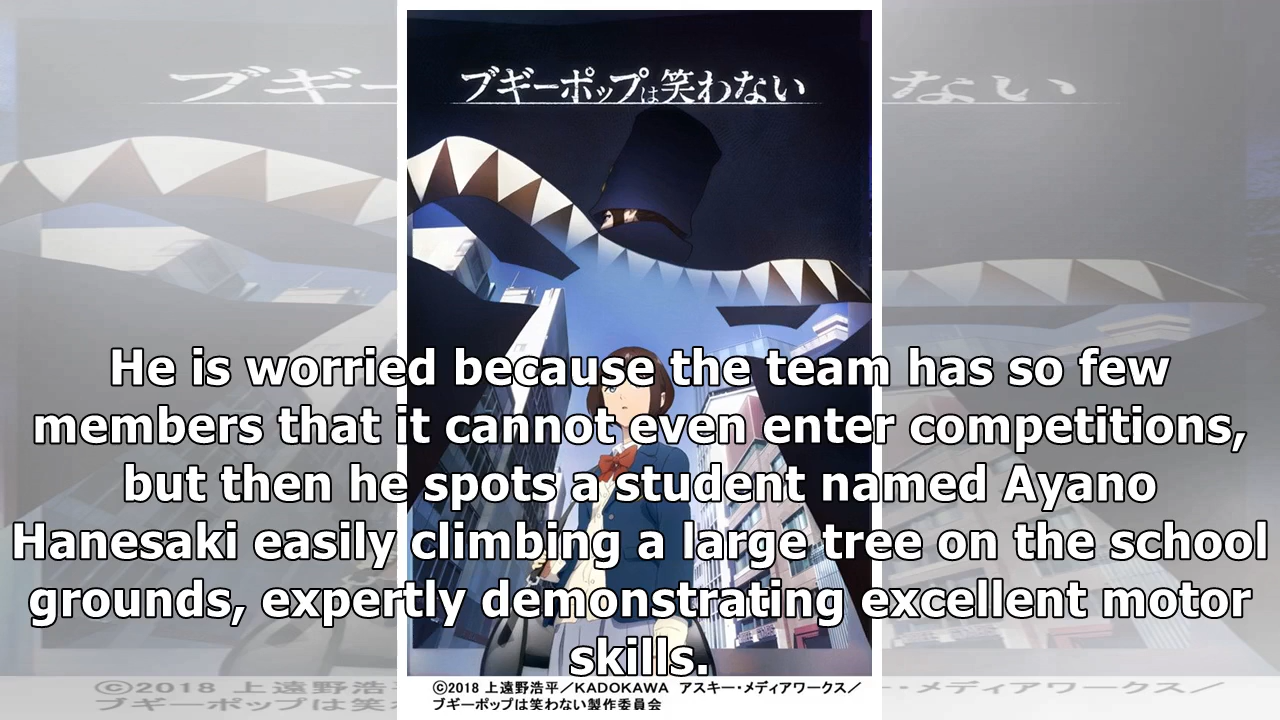 ブギーポップは笑わない
He is worried because the team has so few
members that it cannot even enter competitions,
but then he spots a student named Ayano
Hanesaki easily climbing a large tree on the school
grounds, expertly demonstrating excellent motor
skills.
©2018 上遠野浩平／KADOKAWA アスキー・メディアワークス／
ブギーポップは笑わない製作委員会